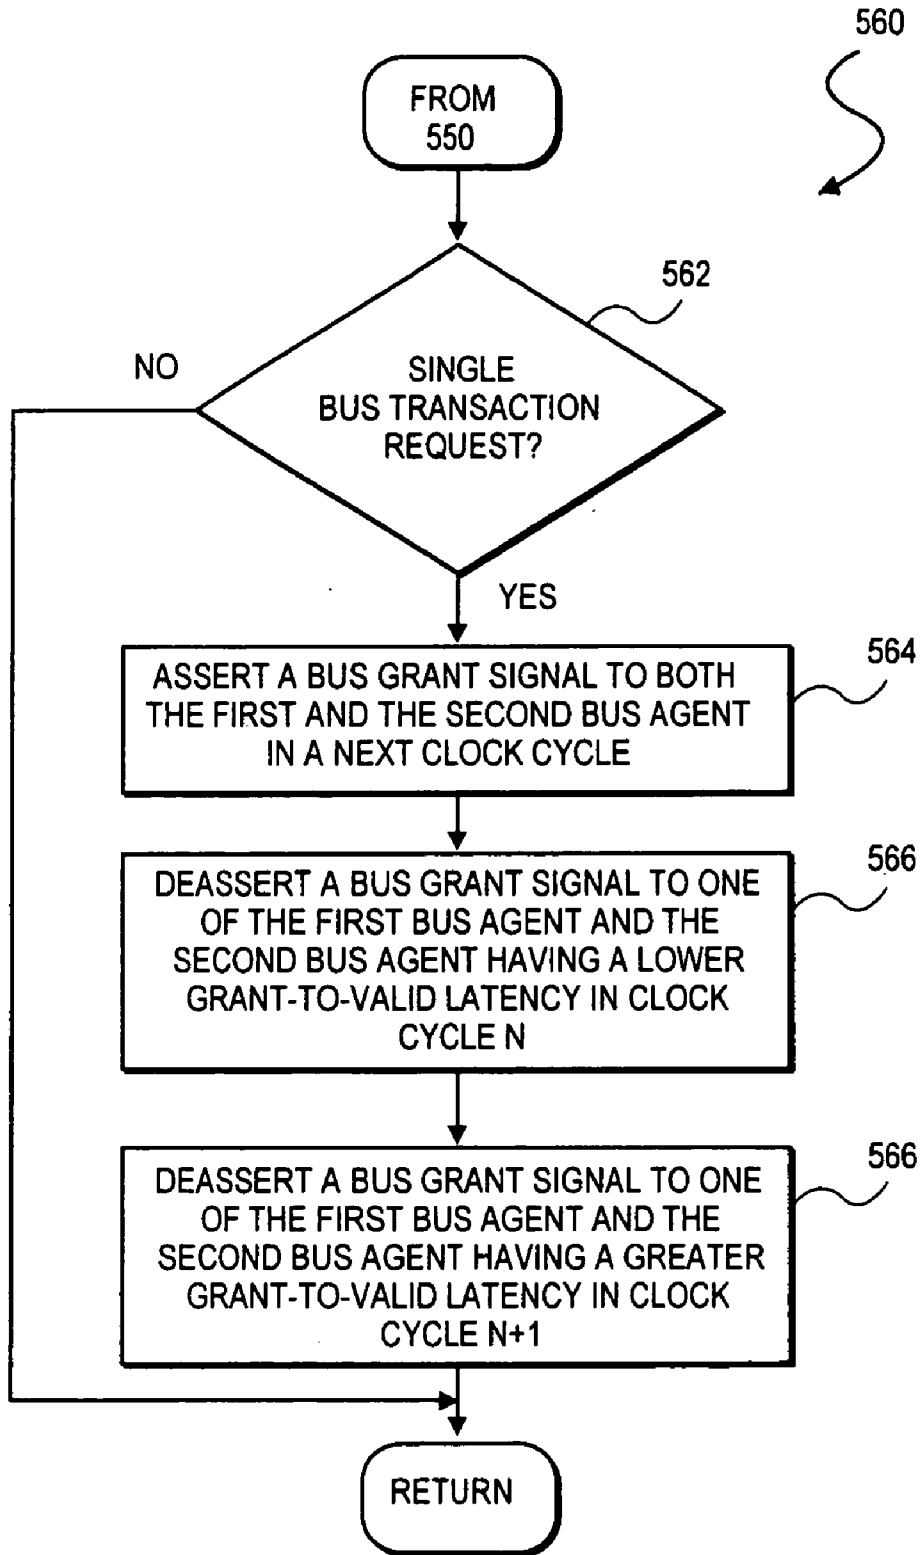 560
FROM
550
562
NO
SINGLE
BUS TRANSACTION
REQUEST?
YES
564
ASSERT A BUS GRANT SIGNAL TO BOTH
THE FIRST AND THE SECOND BUS AGENT
IN A NEXT CLOCK CYCLE
566
DEASSERT A BUS GRANT SIGNAL TO ONE
OF THE FIRST BUS AGENT AND THE
SECOND BUS AGENT HAVING A LOWER
GRANT-TO-VALID LATENCY IN CLOCK
CYCLE N
566
DEASSERT A BUS GRANT SIGNAL TO ONE
OF THE FIRST BUS AGENT AND THE
SECOND BUS AGENT HAVING A GREATER
GRANT-TO-VALID LATENCY IN CLOCK
CYCLE N+1
RETURN